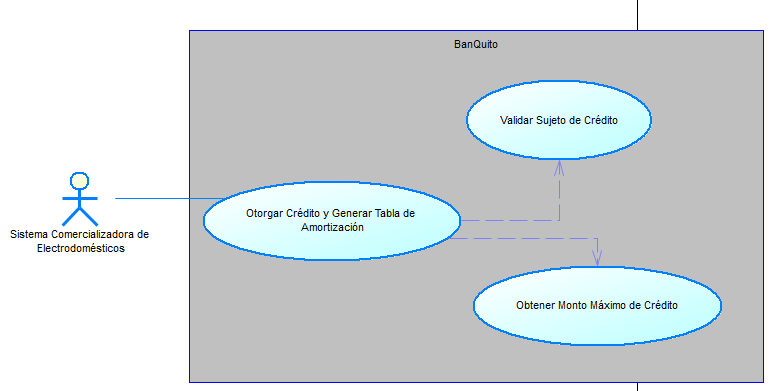 BanQuito
Validar Sujeto de Crédito
Otorgar Crédito y Generar Tabla de
Amortización
Sistema Comercializadora de
Electrodomésticos
Obtener Monto Máximo de Crédito